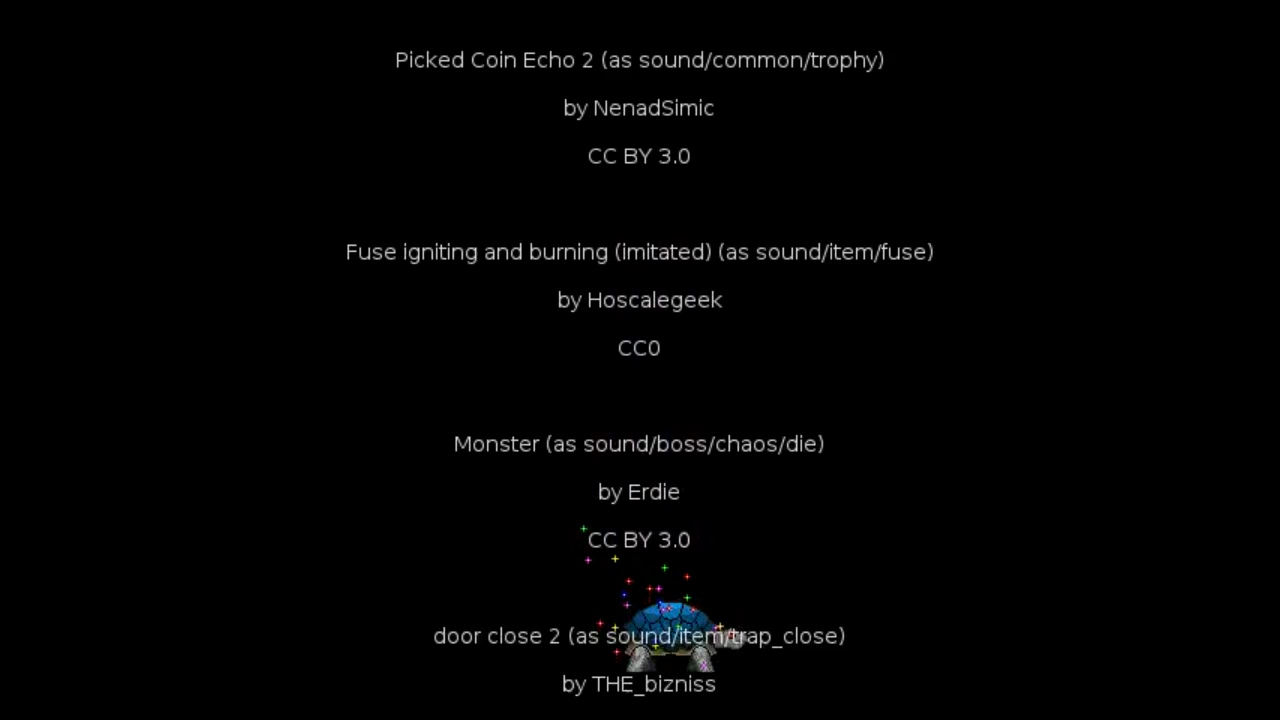 Picked Coin Echo 2 (as sound/common/trophy)
by NenadSimic
CC BY 3.0
Fuse igniting and burning (imitated) (as sound/item/fuse)
by Hoscalegeek
CC0
Monster (as sound/boss/chaos/die)
by Erdie
CC BY 3.0
door close 2 (as sound/item/trap_close)
by THE_bizniss